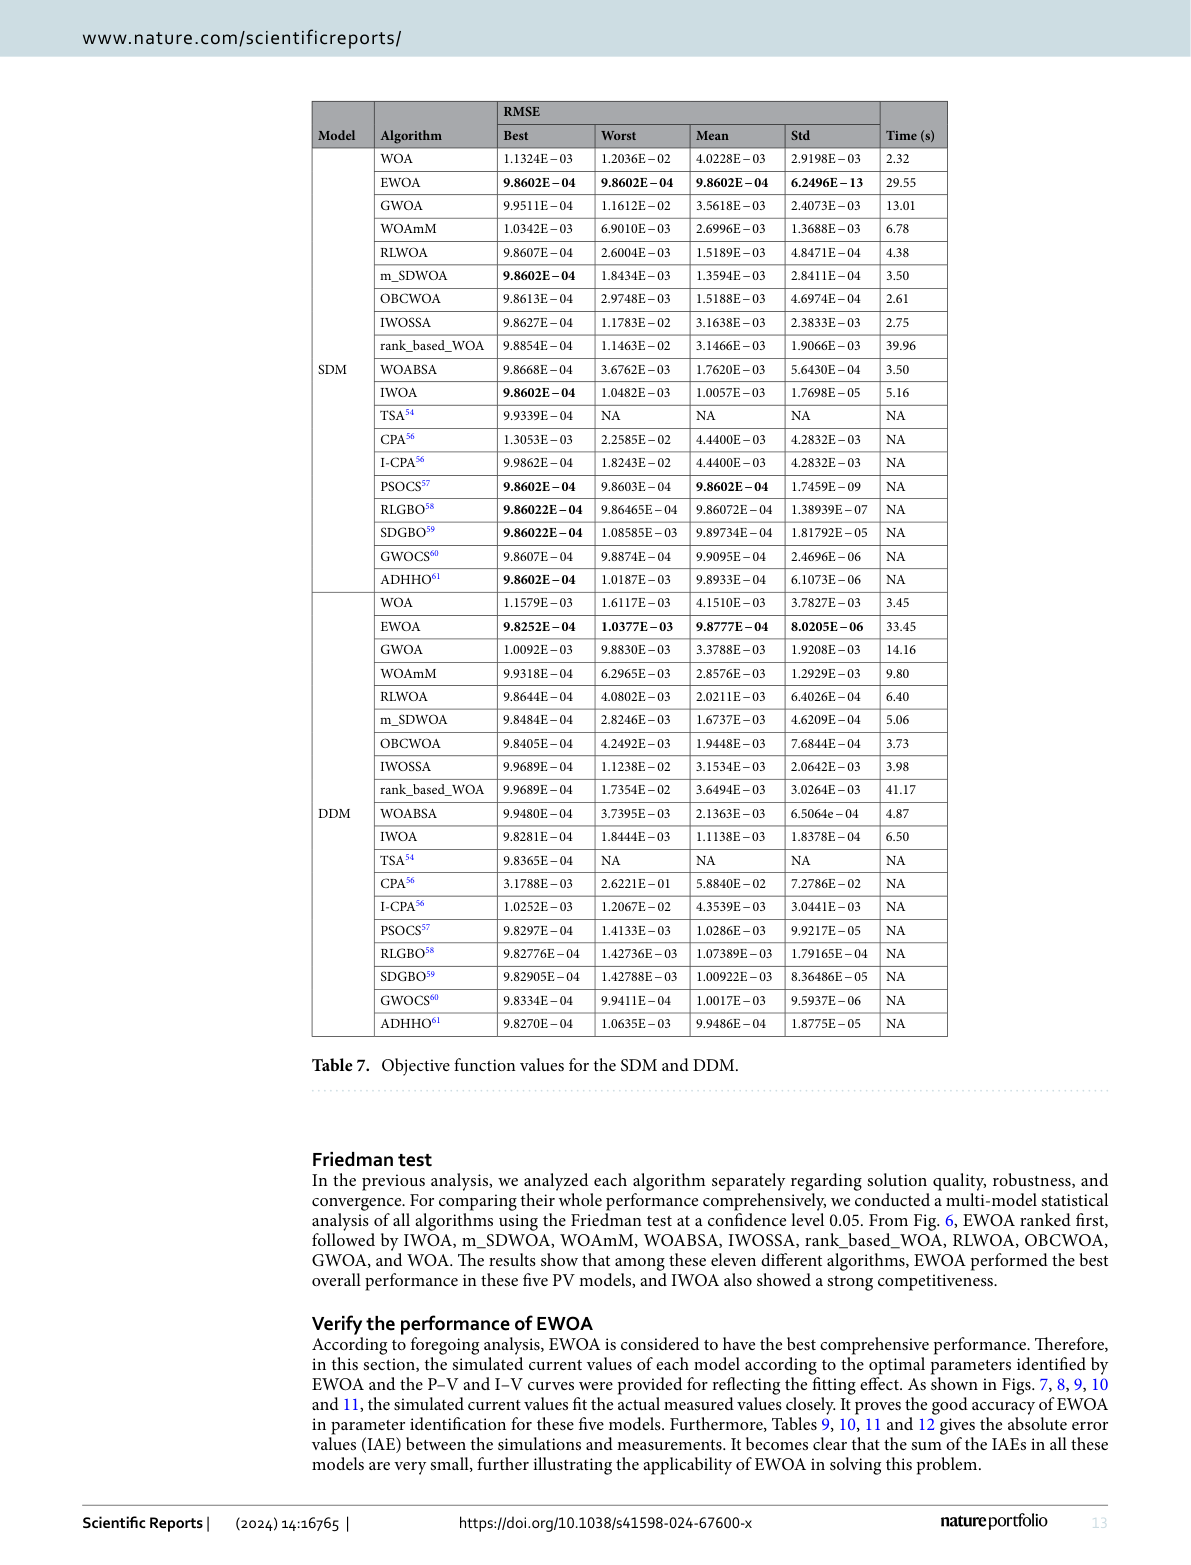 www.nature.com/scientificreports/
Model Algorithm RMSE Time (s)
Best Worst Mean Std
SDM
WOA 1.1324E−03 1.2036E−02 4.0228E−03 2.9198E−03 2.32
EWOA 9.8602E−04 9.8602E−04 9.8602E−04 6.2496E−13 29.55
GWOA 9.9511E−04 1.1612E−02 3.5618E−03 2.4073E−03 13.01
WOAmM 1.0342E−03 6.9010E−03 2.6996E−03 1.3688E−03 6.78
RLWOA 9.8607E−04 2.6004E−03 1.5189E−03 4.8471E−04 4.38
m_SDWOA 9.8602E−04 1.8434E−03 1.3594E−03 2.8411E−04 3.50
OBCWOA 9.8613E−04 2.9748E−03 1.5188E−03 4.6974E−04 2.61
IWOSSA 9.8627E−04 1.1783E−02 3.1638E−03 2.3833E−03 2.75
rank_based_WOA 9.8854E−04 1.1463E−02 3.1466E−03 1.9066E−03 39.96
WOABSA 9.8668E−04 3.6762E−03 1.7620E−03 5.6430E−04 3.50
IWOA 9.8602E−04 1.0482E−03 1.0057E−03 1.7698E−05 5.16
TSA54 9.9339E−04 NA NA NA NA
CPA56 1.3053E−03 2.2585E−02 4.4400E−03 4.2832E−03 NA
I-CPA56 9.9862E−04 1.8243E−02 4.4400E−03 4.2832E−03 NA
PSOCS57 9.8602E−04 9.8603E−04 9.8602E−04 1.7459E−09 NA
RLGBO58 9.86022E−04 9.86465E−04 9.86072E−04 1.38939E−07 NA
SDGBO59 9.86022E−04 1.08585E−03 9.89734E−04 1.81792E−05 NA
GWOCS60 9.8607E−04 9.8874E−04 9.9095E−04 2.4696E−06 NA
ADHHO61 9.8602E−04 1.0187E−03 9.8933E−04 6.1073E−06 NA
DDM
WOA 1.1579E−03 1.6117E−03 4.1510E−03 3.7827E−03 3.45
EWOA 9.8252E−04 1.0377E−03 9.8777E−04 8.0205E−06 33.45
GWOA 1.0092E−03 9.8830E−03 3.3788E−03 1.9208E−03 14.16
WOAmM 9.9318E−04 6.2965E−03 2.8576E−03 1.2929E−03 9.80
RLWOA 9.8644E−04 4.0802E−03 2.0211E−03 6.4026E−04 6.40
m_SDWOA 9.8484E−04 2.8246E−03 1.6737E−03 4.6209E−04 5.06
OBCWOA 9.8405E−04 4.2492E−03 1.9448E−03 7.6844E−04 3.73
IWOSSA 9.9689E−04 1.1238E−02 3.1534E−03 2.0642E−03 3.98
rank_based_WOA 9.9689E−04 1.7354E−02 3.6494E−03 3.0264E−03 41.17
WOABSA 9.9480E−04 3.7395E−03 2.1363E−03 6.5064e−04 4.87
IWOA 9.8281E−04 1.8444E−03 1.1138E−03 1.8378E−04 6.50
TSA54 9.8365E−04 NA NA NA NA
CPA56 3.1788E−03 2.6221E−01 5.8840E−02 7.2786E−02 NA
I-CPA56 1.0252E−03 1.2067E−02 4.3539E−03 3.0441E−03 NA
PSOCS57 9.8297E−04 1.4133E−03 1.0286E−03 9.9217E−05 NA
RLGBO58 9.82776E−04 1.42736E−03 1.07389E−03 1.79165E−04 NA
SDGBO59 9.82905E−04 1.42788E−03 1.00922E−03 8.36486E−05 NA
GWOCS60 9.8334E−04 9.9411E−04 1.0017E−03 9.5937E−06 NA
ADHHO61 9.8270E−04 1.0635E−03 9.9486E−04 1.8775E−05 NA
Table 7. Objective function values for the SDM and DDM.
Friedman test
In the previous analysis, we analyzed each algorithm separately regarding solution quality, robustness, and
convergence. For comparing their whole performance comprehensively, we conducted a multi-model statistical
analysis of all algorithms using the Friedman test at a confidence level 0.05. From Fig. 6, EWOA ranked first,
followed by IWOA, m_SDWOA, WOAmM, WOABSA, IWOSSA, rank_based_WOA, RLWOA, OBCWOA,
GWOA, and WOA. The results show that among these eleven different algorithms, EWOA performed the best
overall performance in these five PV models, and IWOA also showed a strong competitiveness.
Verify the performance of EWOA
According to foregoing analysis, EWOA is considered to have the best comprehensive performance. Therefore,
in this section, the simulated current values of each model according to the optimal parameters identified by
EWOA and the P–V and I–V curves were provided for reflecting the fitting effect. As shown in Figs. 7, 8, 9, 10
and 11, the simulated current values fit the actual measured values closely. It proves the good accuracy of EWOA
in parameter identification for these five models. Furthermore, Tables 9, 10, 11 and 12 gives the absolute error
values (IAE) between the simulations and measurements. It becomes clear that the sum of the IAEs in all these
models are very small, further illustrating the applicability of EWOA in solving this problem.
Scientific Reports | (2024) 14:16765 | https://doi.org/10.1038/s41598-024-67600-x natureportfolio 13